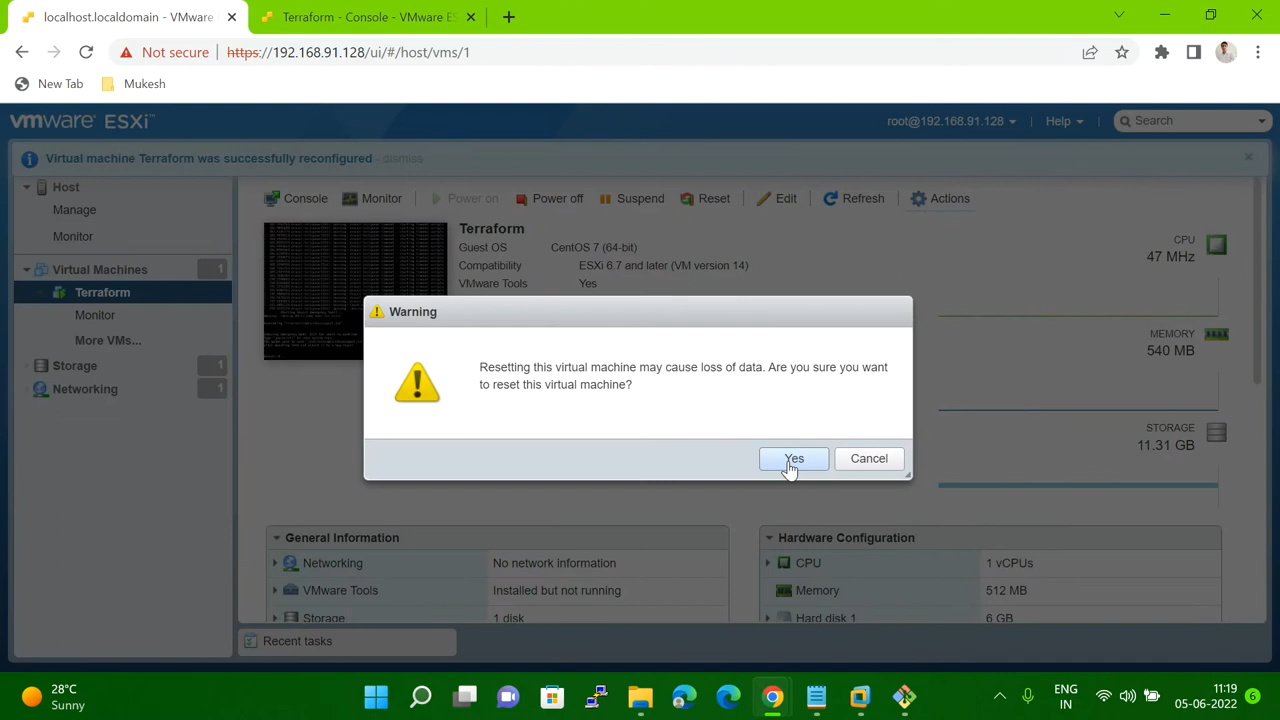 localhost.localdomain - VMware
Terraform - Console - VMware ES
Not secure
https://192.168.91.128/ui/#/host/vms/1
New Tab
Mukesh
vmware ESXi
root@192.168.91.128
Help
Search
Virtual machine Terraform was successfully reconfigured - dismiss
Host
Manage
Monitor
Virtual Machines
1
Terraform
Monitor
More VMs...
Storage
1
Networking
1
Console
Monitor
Power on
Power off
Suspend
Reset
Edit
Refresh
Actions
Terraform
Guest OS CentOS 7 (64-bit)
Compatibility ESXi 6.7 and later (VM version 14)
VMware Tools Yes
CPU
47 MHz
MEMORY
540 MB
STORAGE
11.31 GB
Warning
Resetting this virtual machine may cause loss of data. Are you sure you want
to reset this virtual machine?
Yes
Cancel
General Information
Networking No network information
VMware Tools Installed but not running
Storage 1 disk
Hardware Configuration
CPU 1 vCPUs
Memory 512 MB
Hard disk 1 6 GB
Recent tasks
28°C
Sunny
ENG
IN
11:19
05-06-2022
6